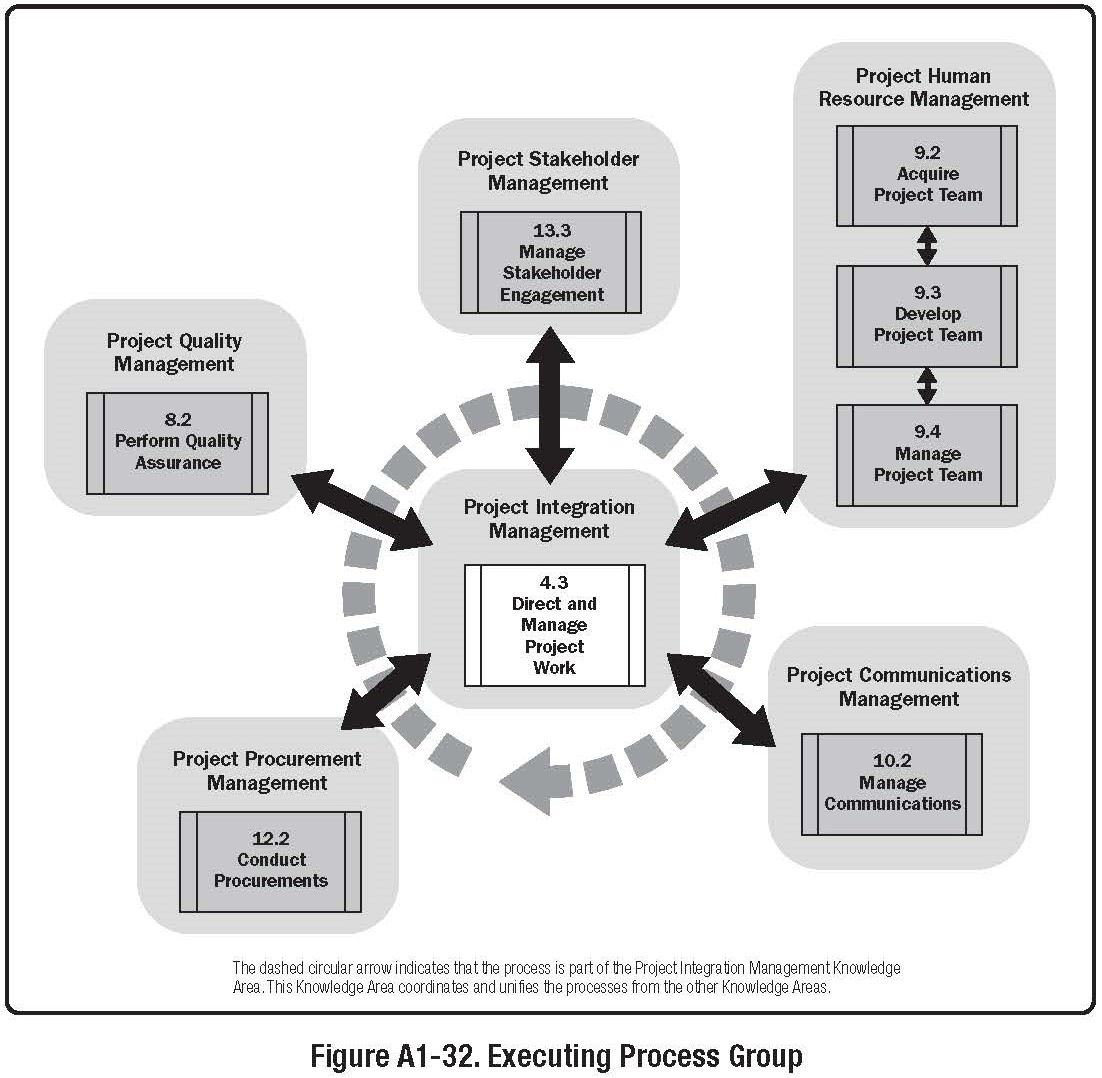 Project Human
Resource Management
9.2
Acquire
Project Team
9.3
Develop
Project Team
9.4
Manage
Project Team
Project Stakeholder
Management
13.3
Manage
Stakeholder
Engagement
Project Quality
Management
8.2
Perform Quality
Assurance
Project Integration
Management
4.3
Direct and
Manage
Project
Work
Project Communications
Management
10.2
Manage
Communications
Project Procurement
Management
12.2
Conduct
Procurements
The dashed circular arrow indicates that the process is part of the Project Integration Management Knowledge
Area. This Knowledge Area coordinates and unifies the processes from the other Knowledge Areas.
Figure A1-32. Executing Process Group